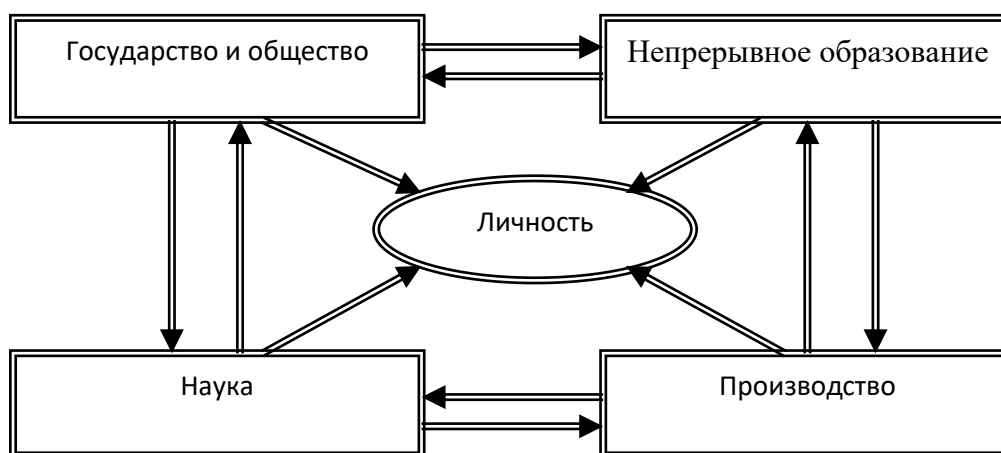 Государство и общество
Непрерывное образование
Личность
Наука
Производство